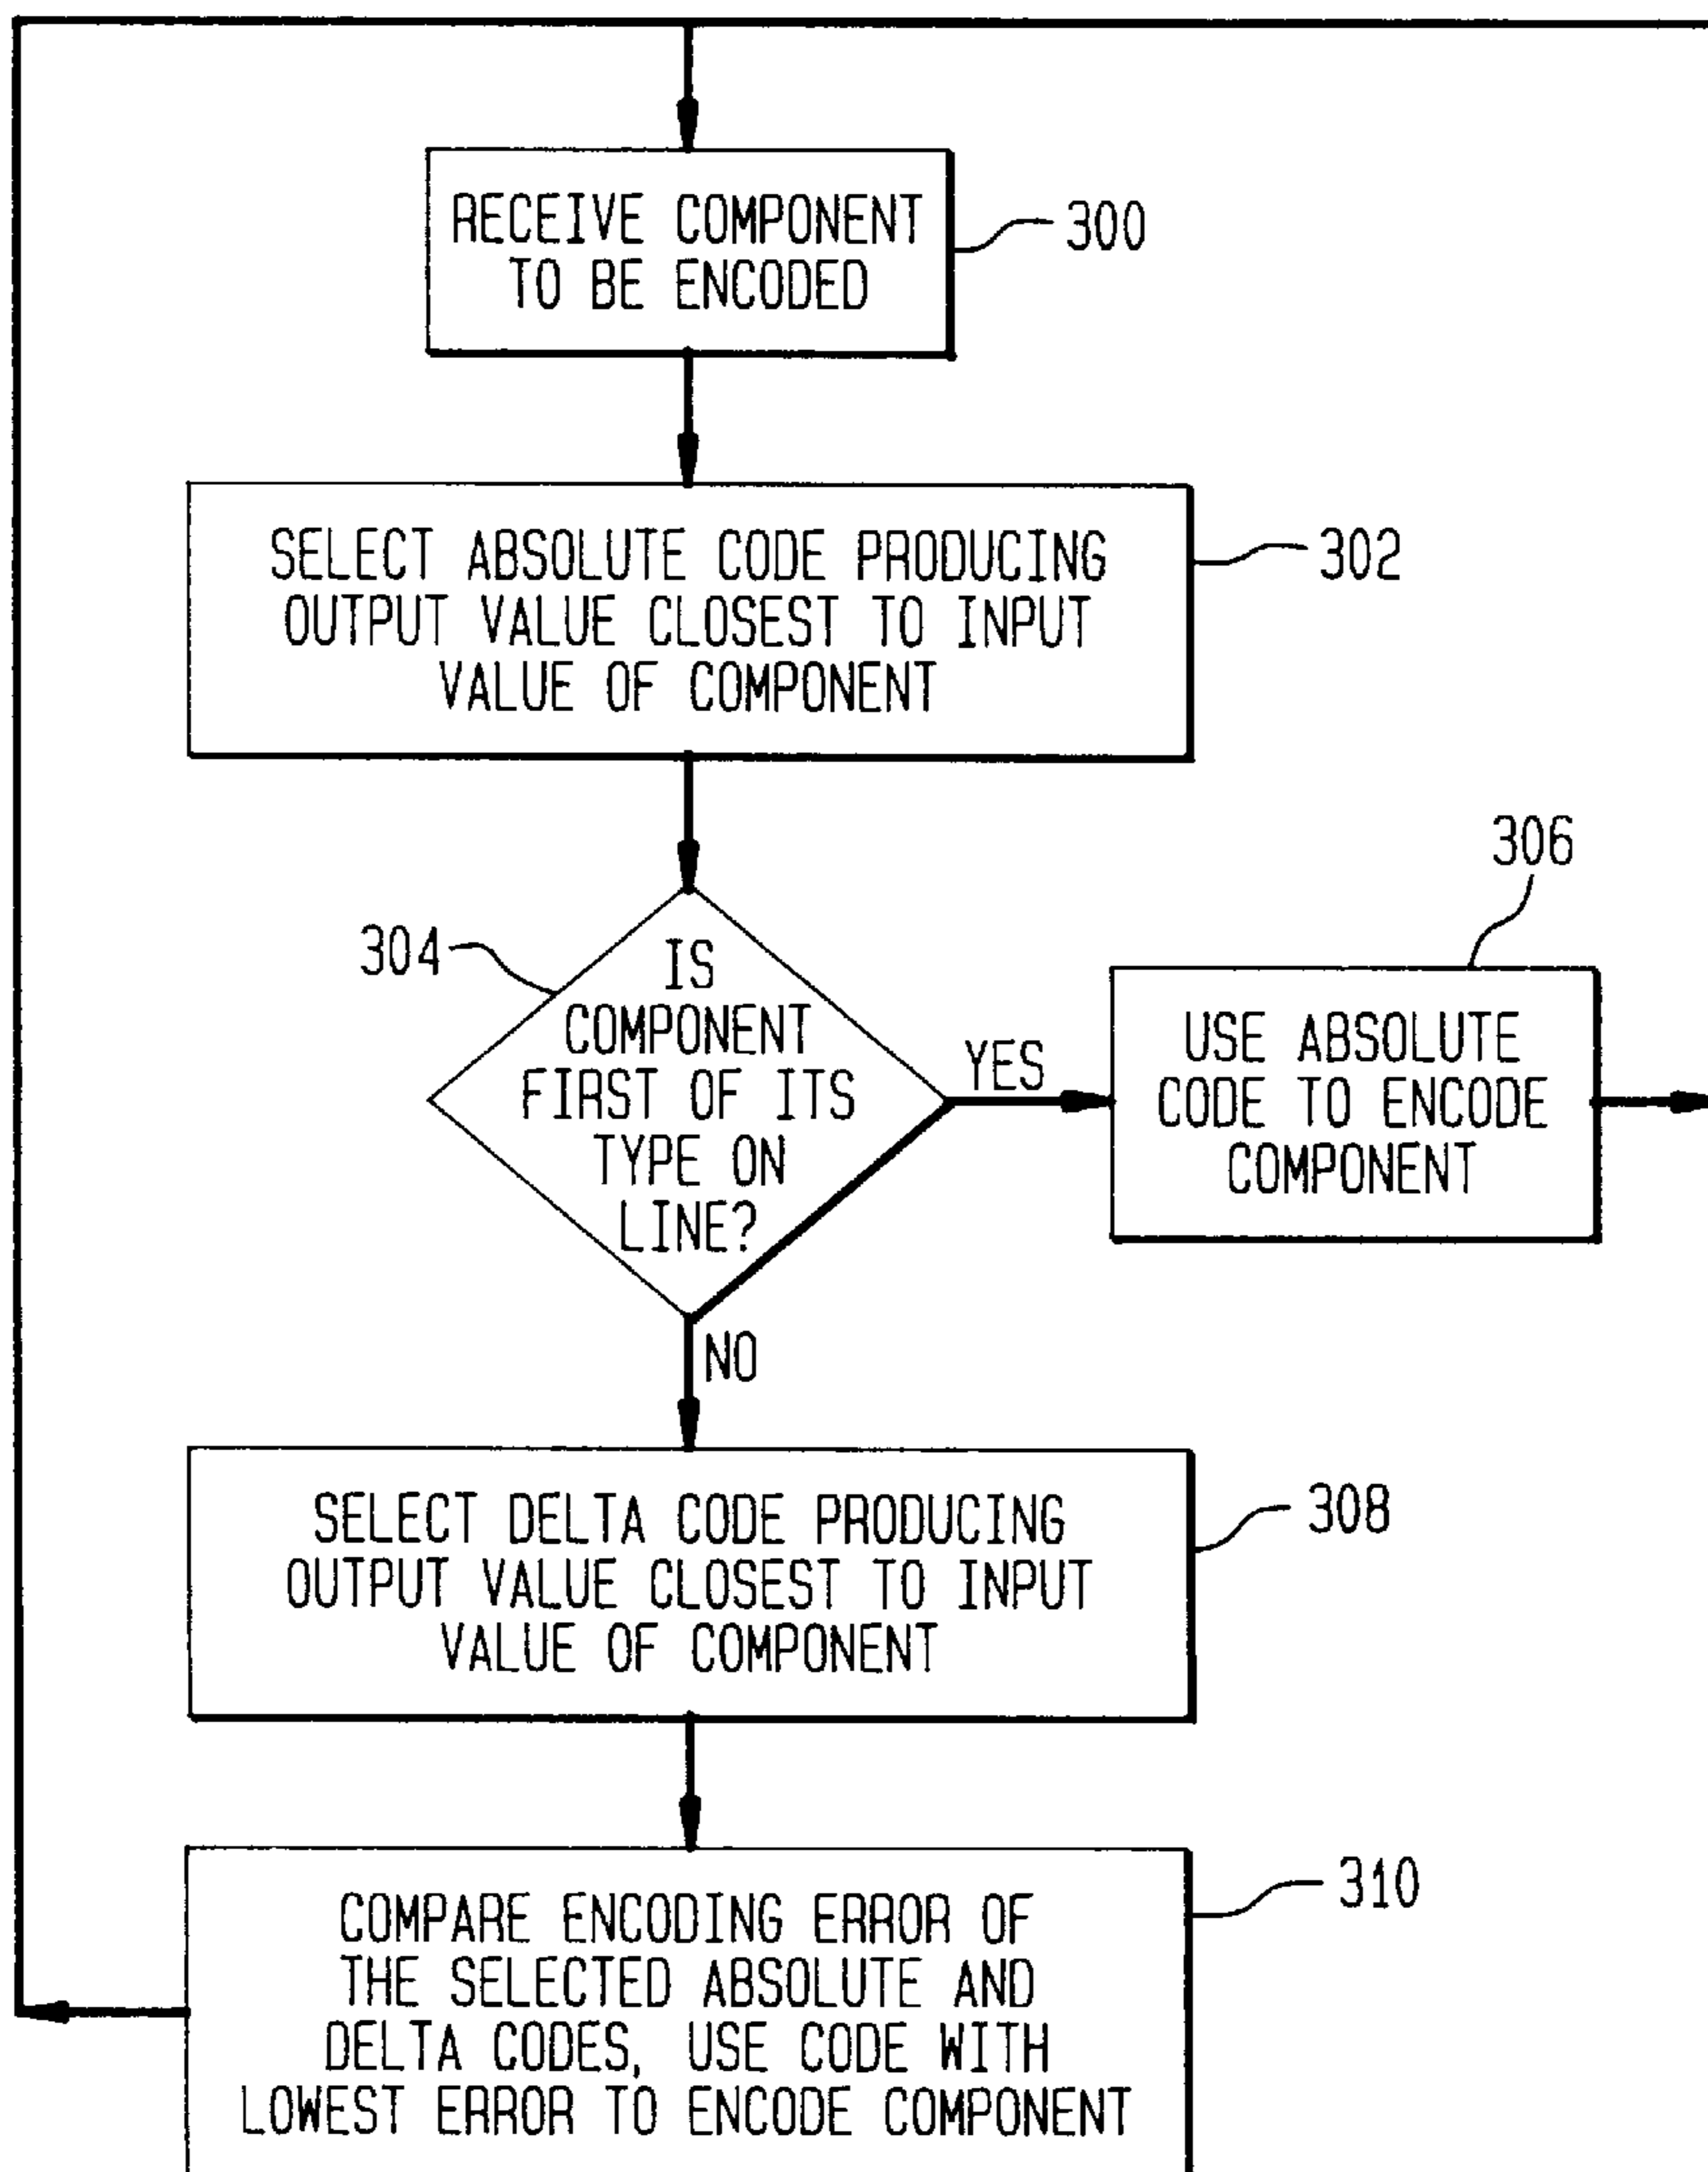 RECEIVE COMPONENT
TO BE ENCODED
300
SELECT ABSOLUTE CODE PRODUCING
OUTPUT VALUE CLOSEST TO INPUT
VALUE OF COMPONENT
302
304
IS
COMPONENT
FIRST OF ITS
TYPE ON
LINE?
YES
306
USE ABSOLUTE
CODE TO ENCODE
COMPONENT
NO
SELECT DELTA CODE PRODUCING
OUTPUT VALUE CLOSEST TO INPUT
VALUE OF COMPONENT
308
COMPARE ENCODING ERROR OF
THE SELECTED ABSOLUTE AND
DELTA CODES, USE CODE WITH
LOWEST ERROR TO ENCODE COMPONENT
310